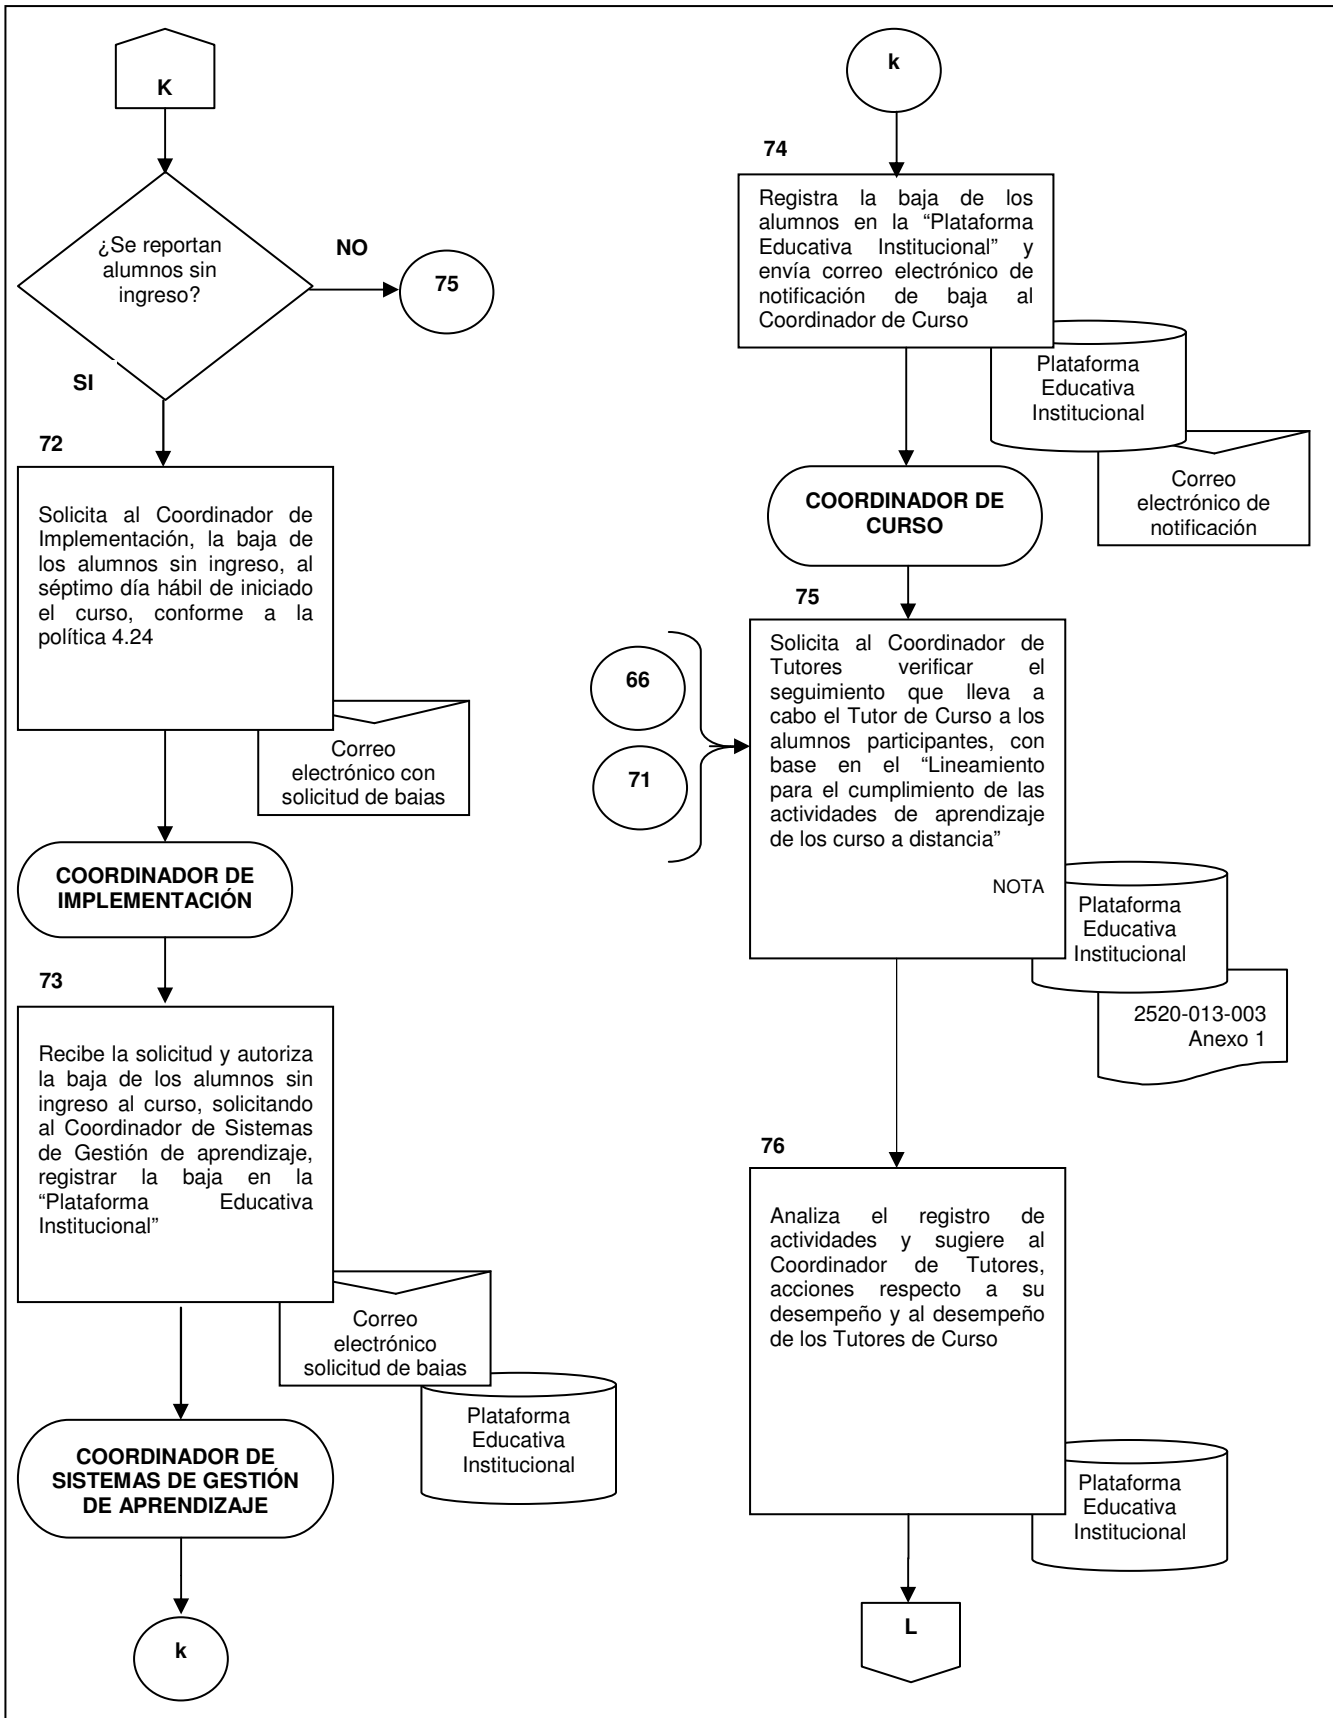 K
¿Se reportan
alumnos sin
ingreso?
NO
75
SI
72
Solicita al Coordinador de
Implementación, la baja de
los alumnos sin ingreso, al
séptimo día hábil de iniciado
el curso, conforme a la
política 4.24
Correo
electrónico con
solicitud de bajas
COORDINADOR DE
IMPLEMENTACIÓN
73
Recibe la solicitud y autoriza
la baja de los alumnos sin
ingreso al curso, solicitando
al Coordinador de Sistemas
de Gestión de aprendizaje,
registrar la baja en la
“Plataforma Educativa
Institucional”
Correo
electrónico
solicitud de bajas
Plataforma
Educativa
Institucional
COORDINADOR DE
SISTEMAS DE GESTIÓN
DE APRENDIZAJE
k
k
74
Registra la baja de los
alumnos en la “Plataforma
Educativa Institucional” y
envía correo electrónico de
notificación de baja al
Coordinador de Curso
Plataforma
Educativa
Institucional
Correo
electrónico de
notificación
COORDINADOR DE
CURSO
75
66
71
Solicita al Coordinador de
Tutores verificar el
seguimiento que lleva a
cabo el Tutor de Curso a los
alumnos participantes, con
base en el “Lineamiento
para el cumplimiento de las
actividades de aprendizaje
de los curso a distancia”
NOTA
Plataforma
Educativa
Institucional
2520-013-003
Anexo 1
76
Analiza el registro de
actividades y sugiere al
Coordinador de Tutores,
acciones respecto a su
desempeño y al desempeño
de los Tutores de Curso
Plataforma
Educativa
Institucional
L